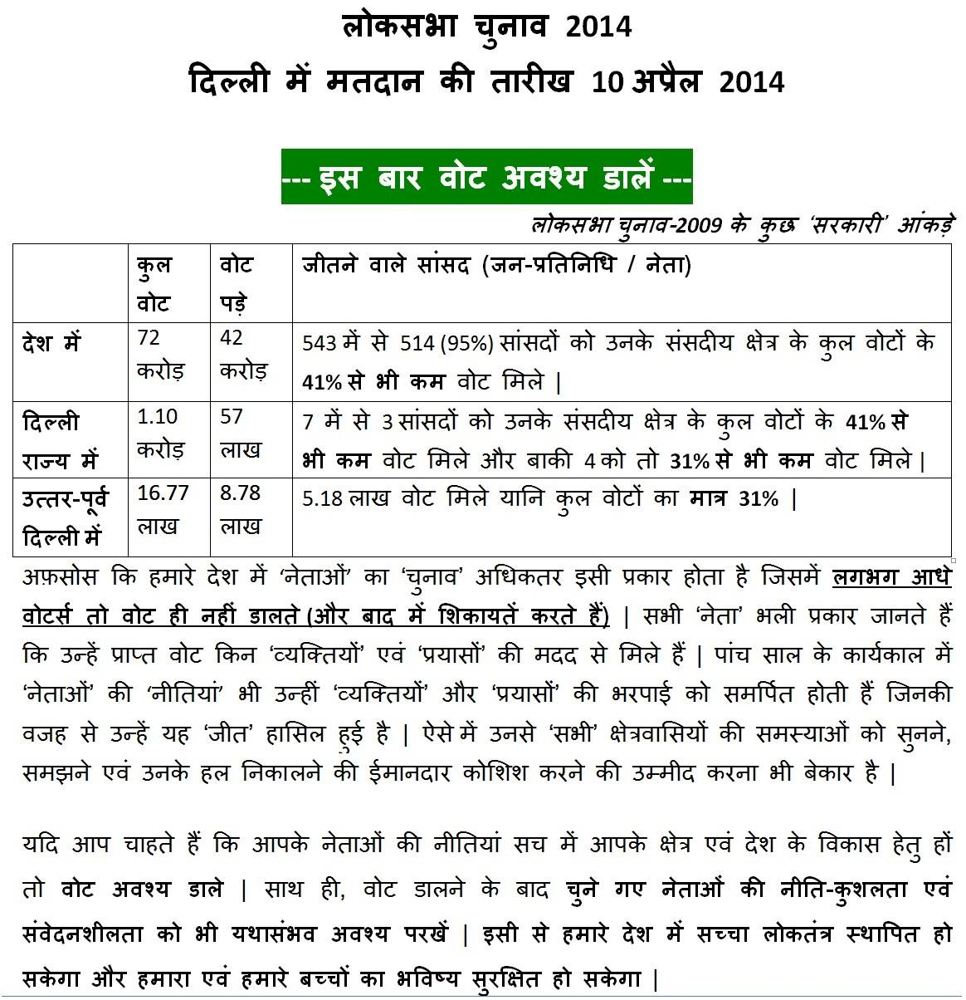 लोकसभा चुनाव 2014
दिल्ली में मतदान की तारीख 10 अप्रैल 2014
--- इस बार वोट अवश्य डालें ---
लोकसभा चुनाव-2009 के कुछ ‘सरकारी’ आंकड़े
कुल वोट
वोट पड़े
जीतने वाले सांसद (जन-प्रतिनिधि / नेता)
देश में
72 करोड़
42 करोड़
543 में से 514 (95%) सांसदों को उनके संसदीय क्षेत्र के कुल वोटों के
41% से भी कम वोट मिले |
दिल्ली राज्य में
1.10 करोड़
57 लाख
7 में से 3 सांसदों को उनके संसदीय क्षेत्र के कुल वोटों के 41% से
भी कम वोट मिले और बाकी 4 को तो 31% से भी कम वोट मिले |
उत्तर-पूर्व दिल्ली में
16.77 लाख
8.78 लाख
5.18 लाख वोट मिले यानि कुल वोटों का मात्र 31% |
अफ़सोस कि हमारे देश में ‘नेताओं’ का ‘चुनाव’ अधिकतर इसी प्रकार होता है जिसमें लगभग आधे
वोटर्स तो वोट ही नहीं डालते (और बाद में शिकायतें करते हैं) | सभी ‘नेता’ भली प्रकार जानते हैं
कि उन्हें प्राप्त वोट किन ‘व्यक्तियों’ एवं ‘प्रयासों’ की मदद से मिले हैं | पांच साल के कार्यकाल में
‘नेताओं’ की ‘नीतियां’ भी उन्हीं ‘व्यक्तियों’ और ‘प्रयासों’ की भरपाई को समर्पित होती हैं जिनकी
वजह से उन्हें यह ‘जीत’ हासिल हुई है | ऐसे में उनसे ‘सभी’ क्षेत्रवासियों की समस्याओं को सुनने,
समझने एवं उनके हल निकालने की ईमानदार कोशिश करने की उम्मीद करना भी बेकार है |
यदि आप चाहते हैं कि आपके नेताओं की नीतियां सच में आपके क्षेत्र एवं देश के विकास हेतु हों
तो वोट अवश्य डाले | साथ ही, वोट डालने के बाद चुने गए नेताओं की नीति-कुशलता एवं
संवेदनशीलता को भी यथासंभव अवश्य परखें | इसी से हमारे देश में सच्चा लोकतंत्र स्थापित हो
सकेगा और हमारा एवं हमारे बच्चों का भविष्य सुरक्षित हो सकेगा |